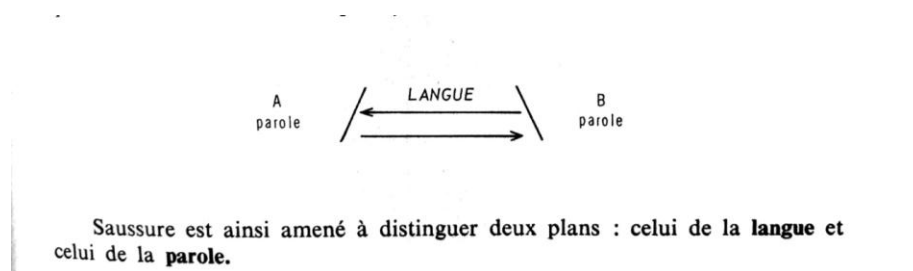 LANGUE
A
B
parole
parole
Saussure est ainsi amené à distinguer deux plans : celui de la langue et
celui de la parole.